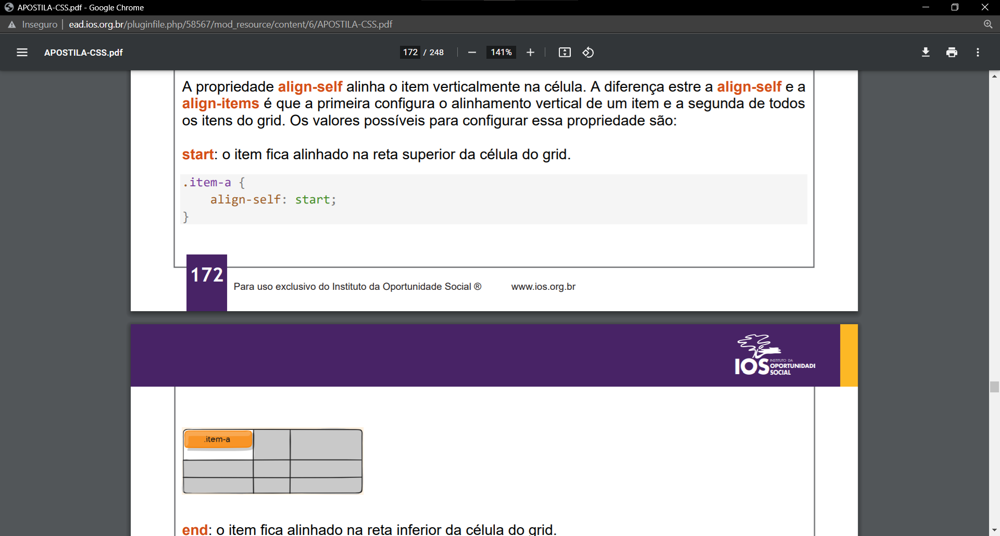 APOSTILA-CSS.pdf - Google Chrome
Inseguro | ead.ios.org.br/pluginfile.php/58567/mod_resource/content/6/APOSTILA-CSS.pdf
APOSTILA-CSS.pdf
172 / 248
141%
A propriedade align-self alinha o item verticalmente na célula. A diferença estre a align-self e a
align-items é que a primeira configura o alinhamento vertical de um item e a segunda de todos
os itens do grid. Os valores possíveis para configurar essa propriedade são:
start: o item fica alinhado na reta superior da célula do grid.
.item-a {
align-self: start;
}
172
Para uso exclusivo do Instituto da Oportunidade Social ®
www.ios.org.br
IOS
INSTITUTO DA
OPORTUNIDADE
SOCIAL
.item-a
end: o item fica alinhado na reta inferior da célula do grid.